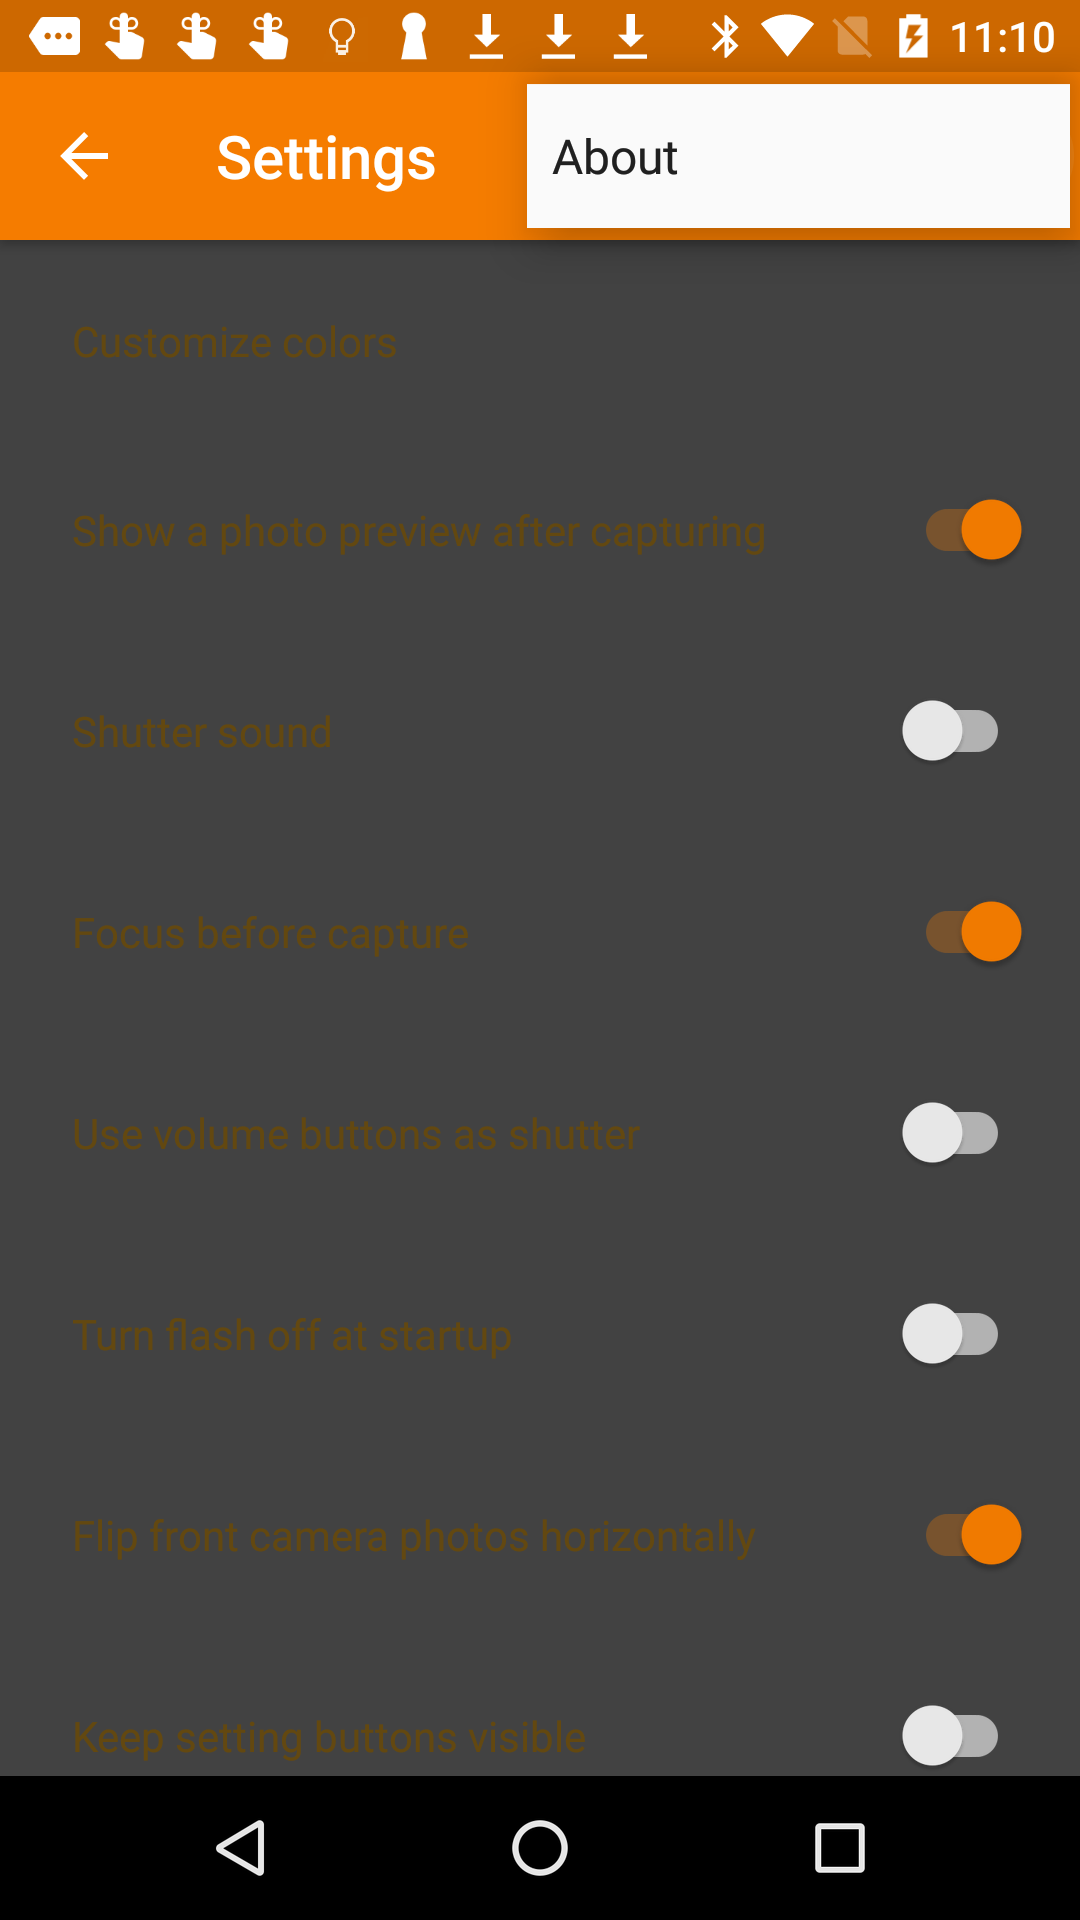 11:10
Settings
About
Customize colors
Show a photo preview after capturing
Shutter sound
Focus before capture
Use volume buttons as shutter
Turn flash off at startup
Flip front camera photos horizontally
Keep setting buttons visible